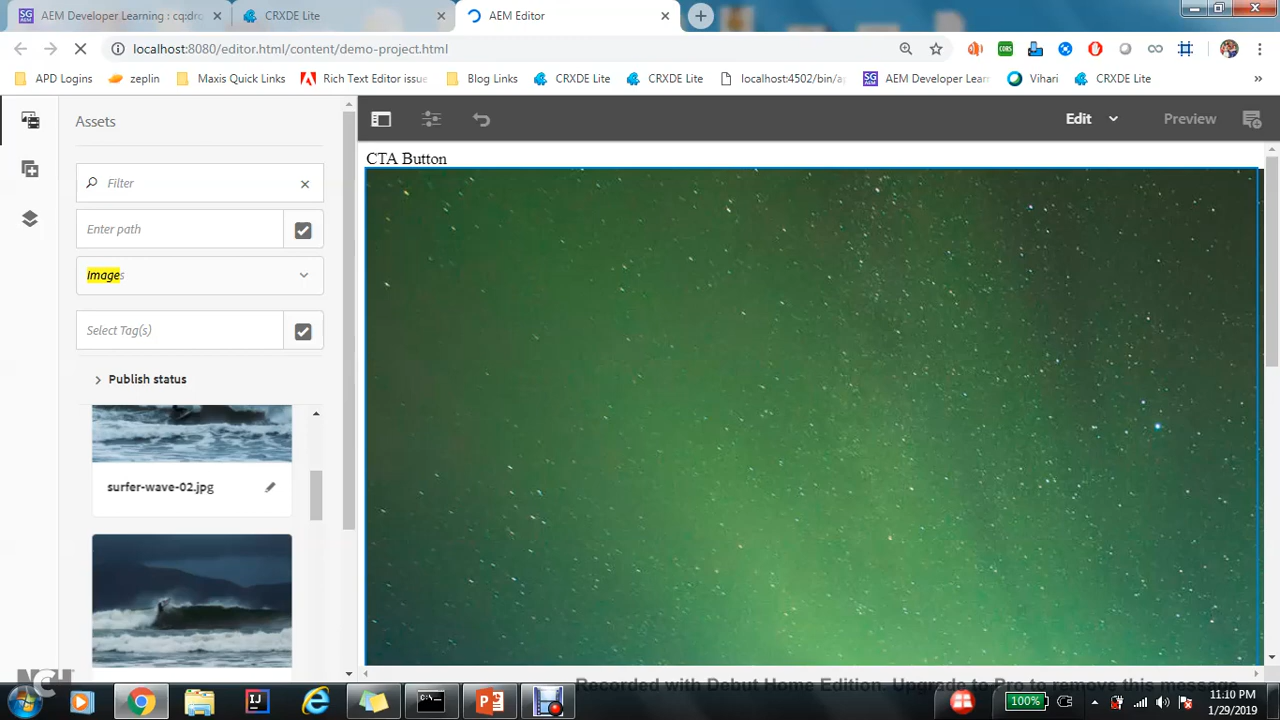 AEM Developer Learning : cq:dr
CRXDE Lite
AEM Editor
localhost:8080/editor.html/content/demo-project.html
APD Logins
zeplin
Maxis Quick Links
Rich Text Editor issue
Blog Links
CRXDE Lite
CRXDE Lite
localhost:4502/bin/a
AEM Developer Learn
Vihari
CRXDE Lite
»
Assets
Edit
Preview
CTA Button
Filter
Enter path
Images
Select Tag(s)
Publish status
surfer-wave-02.jpg
NCH
Recorded with Debut Home Edition. Upgrade to Pro to remove this message
100%
11:10 PM
1/29/2019